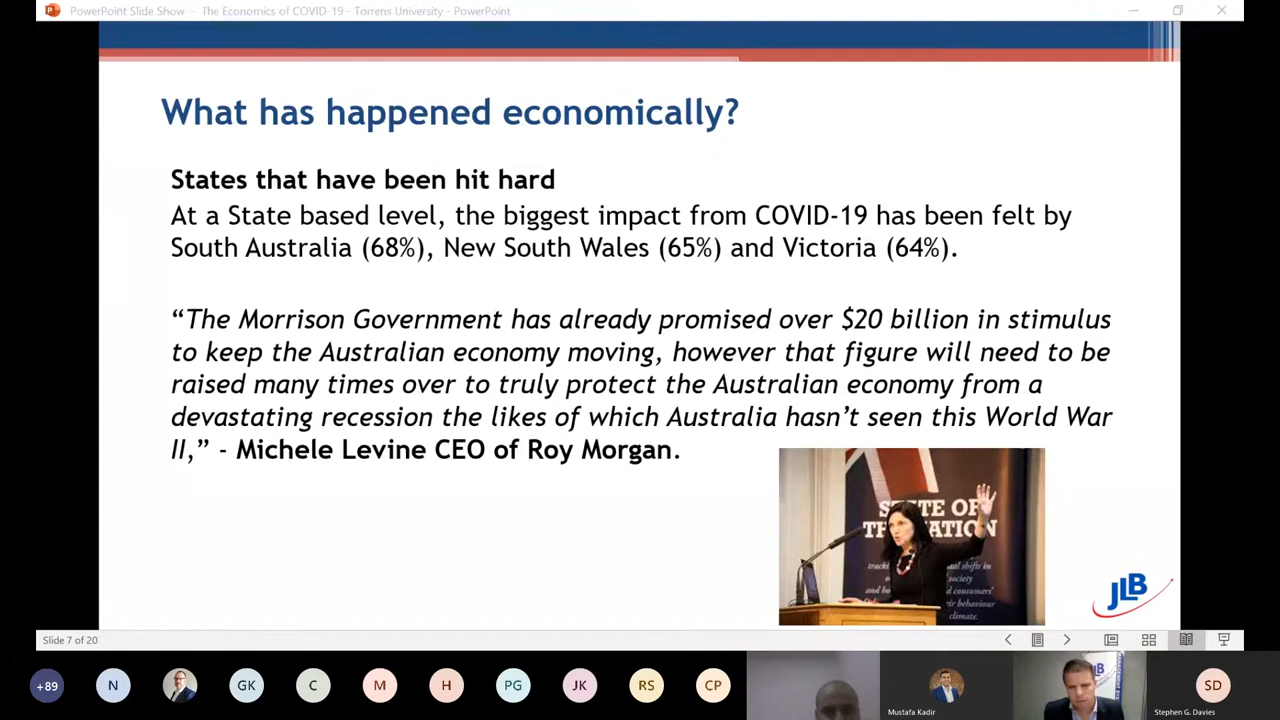 PowerPoint Slide Show - The Economics of COVID-19 - Torrens University - PowerPoint
What has happened economically?
States that have been hit hard
At a State based level, the biggest impact from COVID-19 has been felt by
South Australia (68%), New South Wales (65%) and Victoria (64%).
“The Morrison Government has already promised over $20 billion in stimulus
to keep the Australian economy moving, however that figure will need to be
raised many times over to truly protect the Australian economy from a
devastating recession the likes of which Australia hasn’t seen this World War
II,” - Michele Levine CEO of Roy Morgan.
STATE OF
THE NATION
society
climate.
JLB
Slide 7 of 20
+89
N
GK
C
M
H
PG
JK
RS
CP
Mustafa Kadir
SD
Stephen G. Davies